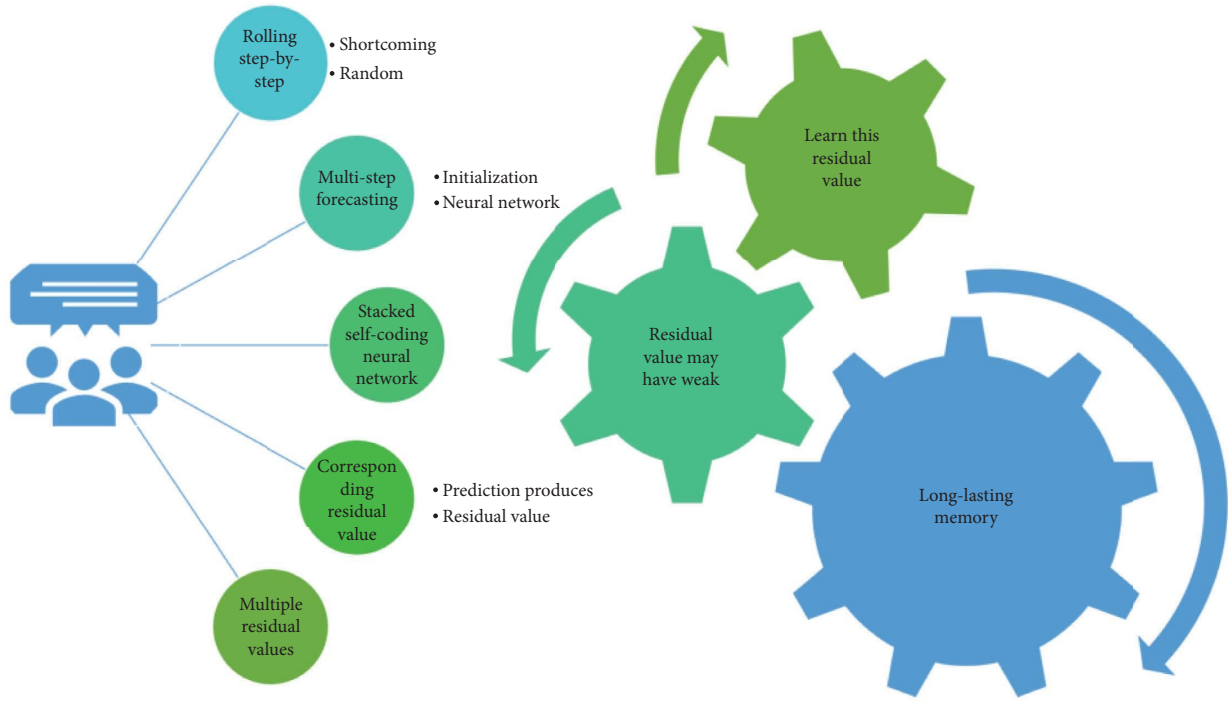 Rolling
step-by-
step
• Shortcoming
• Random
Multi-step
forecasting
• Initialization
• Neural network
Stacked
self-coding
neural
network
Correspon
ding
residual
value
• Prediction produces
• Residual value
Multiple
residual
values
Learn this
residual
value
Residual
value may
have weak
Long-lasting
memory